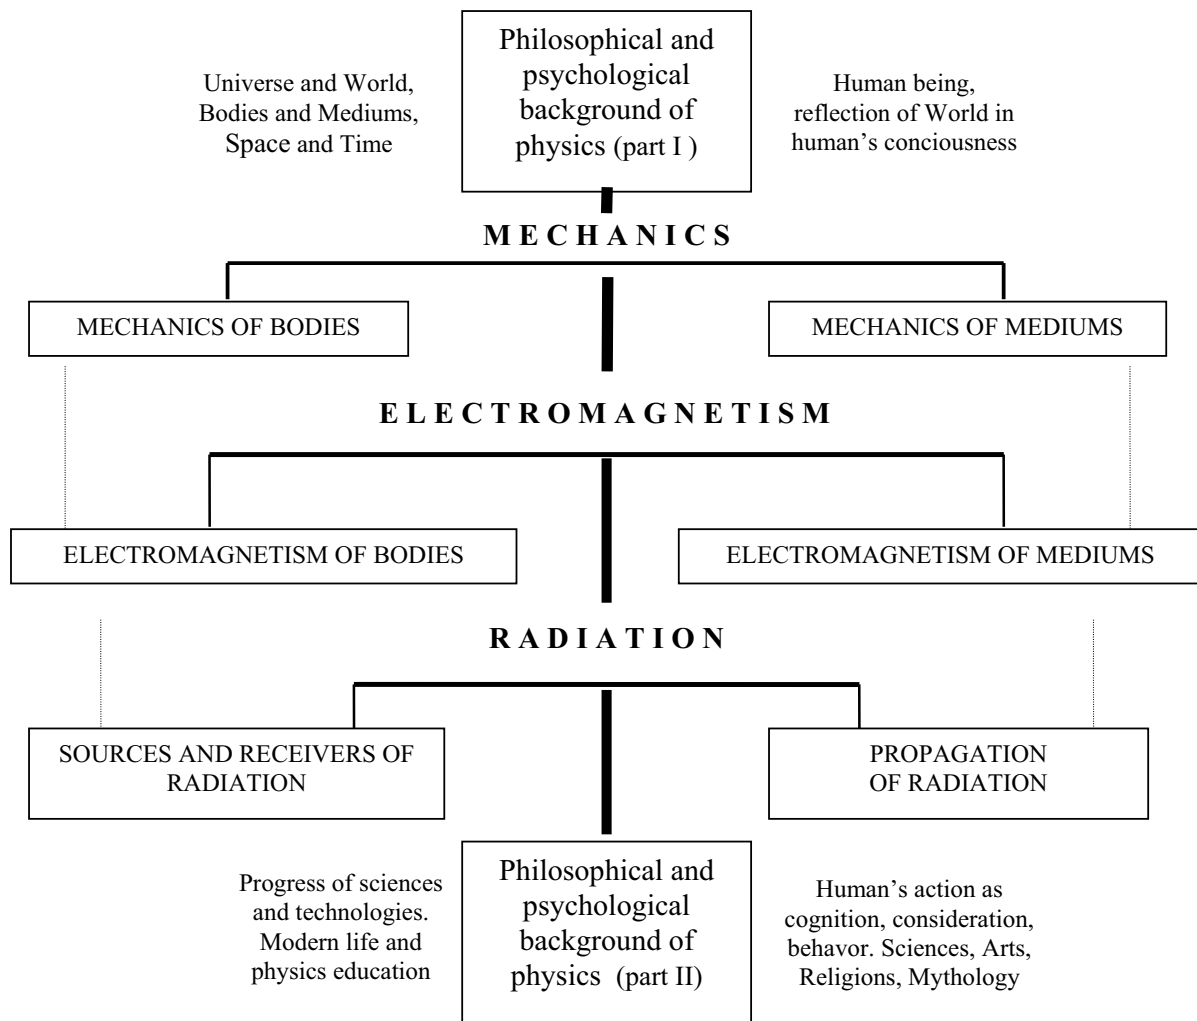 Philosophical and
psychological
background of
physics (part I )
Universe and World,
Bodies and Mediums,
Space and Time
Human being,
reflection of World in
human’s conciousness
MECHANICS
MECHANICS OF BODIES
MECHANICS OF MEDIUMS
ELECTROMAGNETISM
ELECTROMAGNETISM OF BODIES
ELECTROMAGNETISM OF MEDIUMS
RADIATION
SOURCES AND RECEIVERS OF
RADIATION
PROPAGATION
OF RADIATION
Progress of sciences
and technologies.
Modern life and
physics education
Philosophical and
psychological
background of
physics (part II)
Human’s action as
cognition, consideration,
behavor. Sciences, Arts,
Religions, Mythology